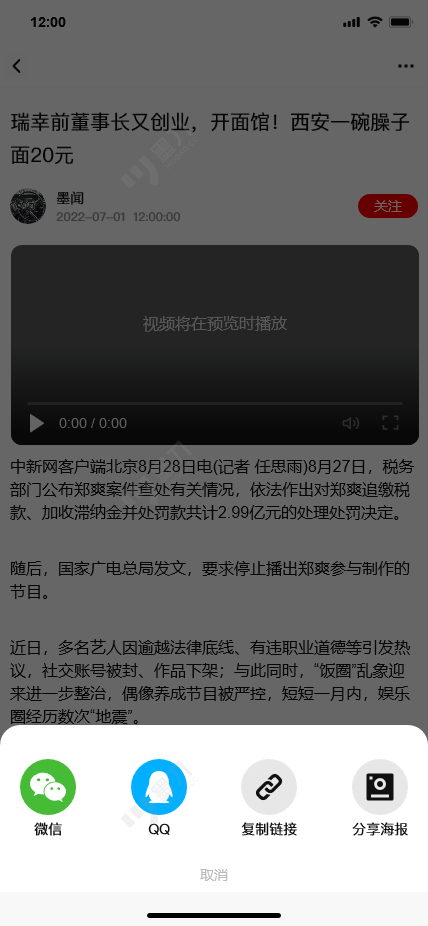 12:00
瑞幸前董事长又创业，开面馆！西安一碗臊子
面20元
墨闻
2022-07-01 12:00:00
关注
视频将在预览时播放
0:00 / 0:00
中新网客户端北京8月28日电(记者 任思雨)8月27日，税务
部门公布郑爽案件查处有关情况，依法作出对郑爽追缴税
款、加收滞纳金并处罚款共计2.99亿元的处理处罚决定。
随后，国家广电总局发文，要求停止播出郑爽参与制作的
节目。
近日，多名艺人因逾越法律底线、有违职业道德等引发热
议，社交账号被封、作品下架；与此同时，“饭圈”乱象迎
来进一步整治，偶像养成节目被严控，短短一月内，娱乐
圈经历数次“地震”。
微信
QQ
复制链接
分享海报
取消